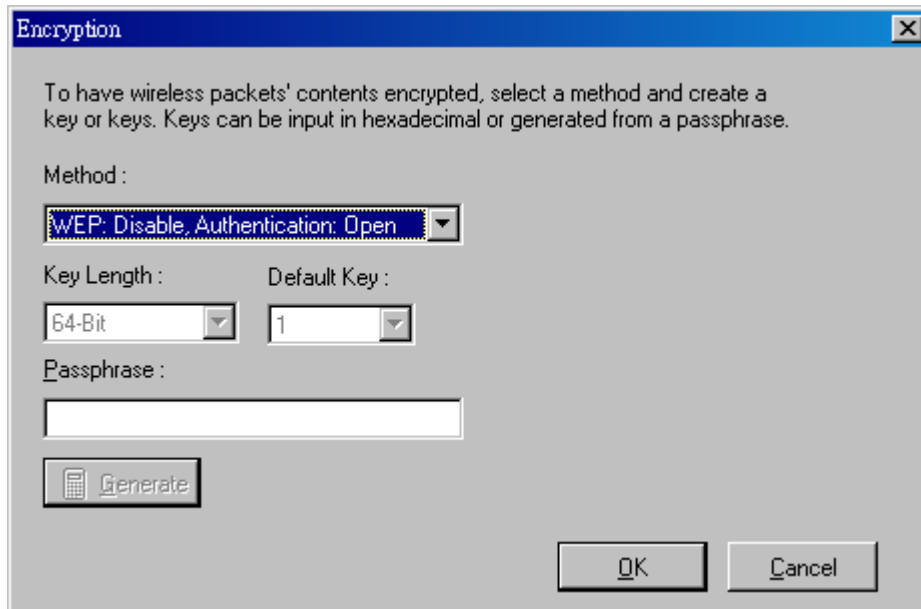 Encryption
To have wireless packets' contents encrypted, select a method and create a
key or keys. Keys can be input in hexadecimal or generated from a passphrase.
Method :
WEP: Disable, Authentication: Open
Key Length :
Default Key :
64-Bit
1
Passphrase :
Generate
OK
Cancel